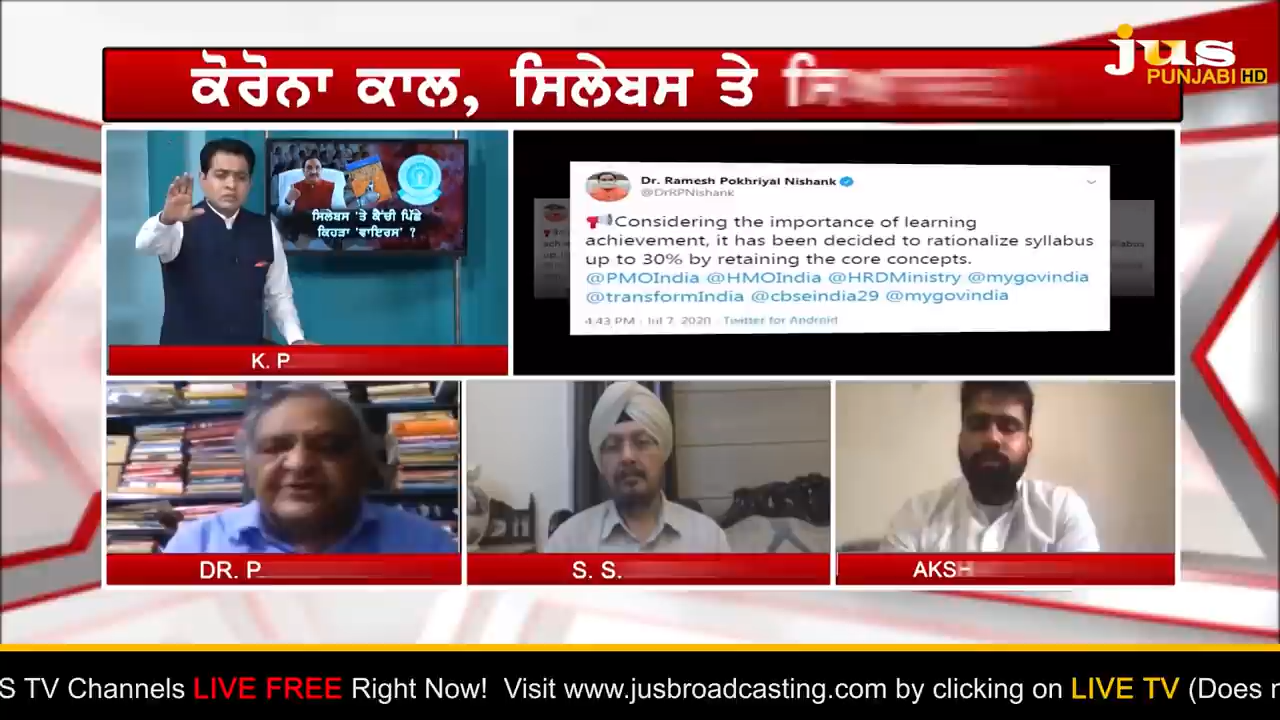 jus
PUNJABI HD
ਕੋਰੋਨਾ ਕਾਲ, ਸਿਲੇਬਸ ਤੇ
ਸਿਲੇਬਸ 'ਤੇ ਕੈਂਚੀ ਪਿੱਛੇ
ਕਿਹੜਾ 'ਵਾਇਰਸ' ?
K. P
Dr. Ramesh Pokhriyal Nishank
@DrRPNishank
Considering the importance of learning
achievement, it has been decided to rationalize syllabus
up to 30% by retaining the core concepts.
@PMOIndia @HMOIndia @HRDMinistry @mygovindia
@transformIndia @cbseindia29 @mygovindia
4:43 PM · Jul 7, 2020 · Twitter for Android
DR. P
S. S.
AKSH
S TV Channels LIVE FREE Right Now! Visit www.jusbroadcasting.com by clicking on LIVE TV (Does n